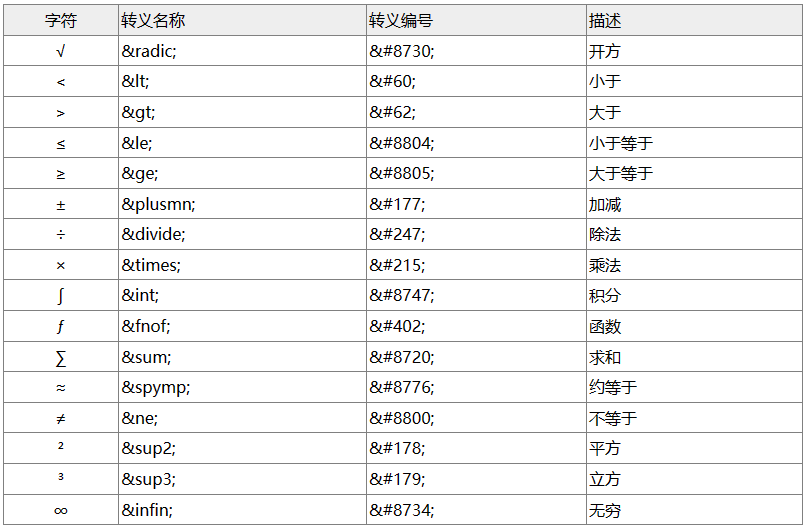 字符 转义名称 转义编号 描述
√ &radic; &#8730; 开方
< &lt; &#60; 小于
> &gt; &#62; 大于
≤ &le; &#8804; 小于等于
≥ &ge; &#8805; 大于等于
± &plusmn; &#177; 加减
÷ &divide; &#247; 除法
× &times; &#215; 乘法
∫ &int; &#8747; 积分
ƒ &fnof; &#402; 函数
∑ &sum; &#8720; 求和
≈ &spymp; &#8776; 约等于
≠ &ne; &#8800; 不等于
² &sup2; &#178; 平方
³ &sup3; &#179; 立方
∞ &infin; &#8734; 无穷